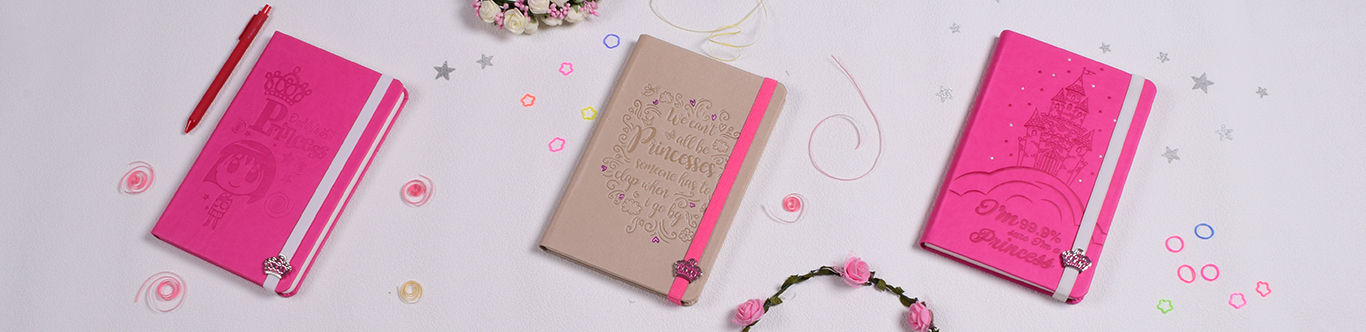 Princess
We can't
all be
Princesses
someone has to
clap when
i go by
I'm 99.9%
sure I'm a
Princess